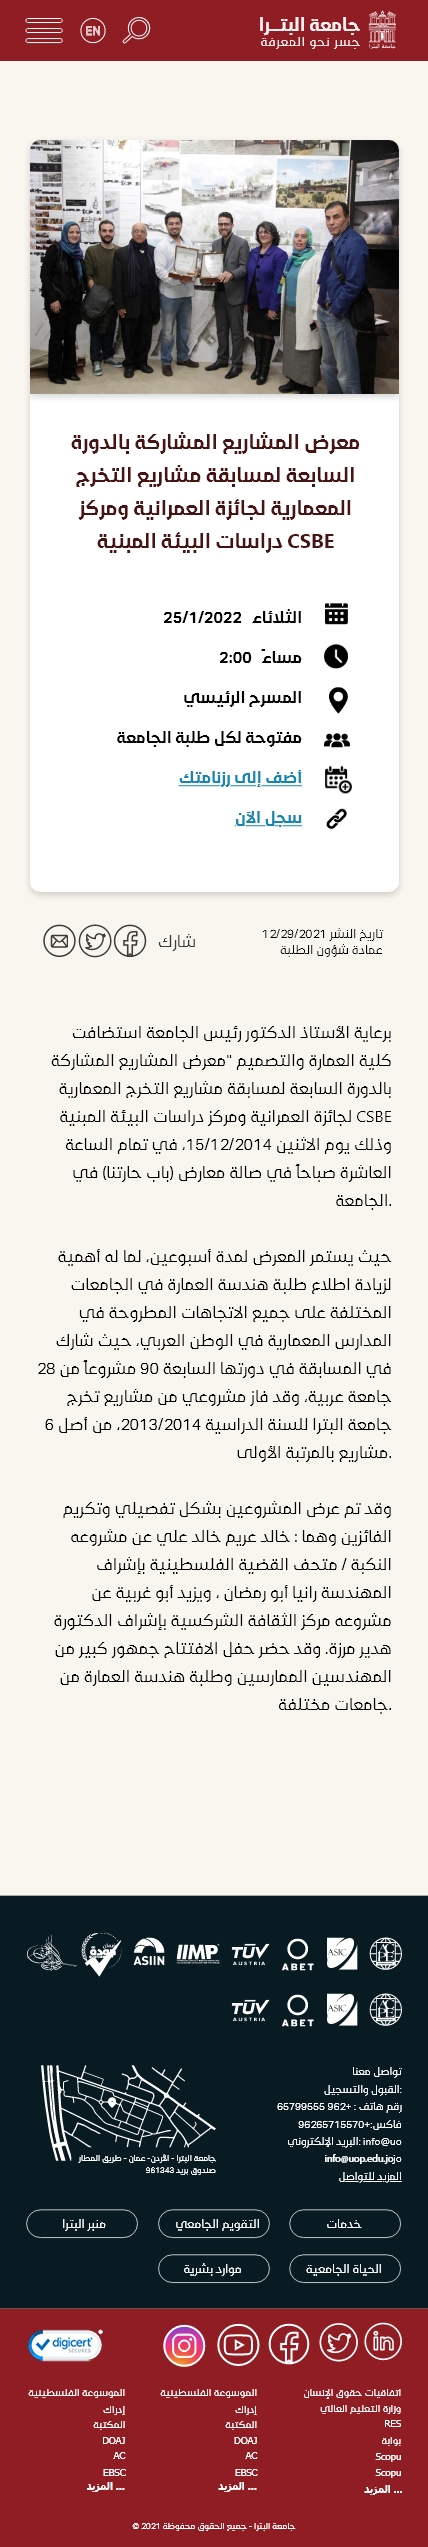 جامعة البتـرا
جسر نحو المعرفة
جامعة البترا
EN
معرض المشاريع المشاركة بالدورة
السابعة لمسابقة مشاريع التخرج
المعمارية لجائزة العمرانية ومركز
دراسات البيئة المبنية CSBE
الثلاثاء 25/1/2022
2:00 مساءً
المسرح الرئيسي
مفتوحة لكل طلبة الجامعة
أضف إلى رزنامتك
سجل الآن
تاريخ النشر 12/29/2021
عمادة شؤون الطلبة
شارك
برعاية الأستاذ الدكتور رئيس الجامعة استضافت
كلية العمارة والتصميم "معرض المشاريع المشاركة
بالدورة السابعة لمسابقة مشاريع التخرج المعمارية
لجائزة العمرانية ومركز دراسات البيئة المبنية CSBE
وذلك يوم الاثنين 15/12/2014، في تمام الساعة
العاشرة صباحاً في صالة معارض (باب حارتنا) في
الجامعة.
حيث يستمر المعرض لمدة أسبوعين، لما له أهمية
لزيادة اطلاع طلبة هندسة العمارة في الجامعات
المختلفة على جميع الاتجاهات المطروحة في
المدارس المعمارية في الوطن العربي، حيث شارك
في المسابقة في دورتها السابعة 90 مشروعاً من 28
جامعة عربية، وقد فاز مشروعي من مشاريع تخرج
جامعة البترا للسنة الدراسية 2013/2014، من أصل 6
مشاريع بالمرتبة الأولى.
وقد تم عرض المشروعين بشكل تفصيلي وتكريم
الفائزين وهما : خالد عريم خالد علي عن مشروعه
النكبة / متحف القضية الفلسطينية بإشراف
المهندسة رانيا أبو رمضان ، ويزيد أبو غربية عن
مشروعه مركز الثقافة الشركسية بإشراف الدكتورة
هدير مرزة. وقد حضر حفل الافتتاح جمهور كبير من
المهندسين الممارسين وطلبة هندسة العمارة من
جامعات مختلفة.
ASIC
ABET
TÜV
AUSTRIA
IIMP
ASIIN
ASIC
ABET
TÜV
AUSTRIA
تواصل معنا
القبول والتسجيل:
رقم هاتف : +962 65799555
فاكس:+96265715570
البريد الإلكتروني: info@uo
info@uop.edu.jojo
المزيد للتواصل
جامعة البترا - الأردن- عمان - طريق المطار
صندوق بريد 961343
خدمات
التقويم الجامعي
منبر البترا
الحياة الجامعية
موارد بشرية
digicert
SECURED
اتفاقيات حقوق الإنسان
وزارة التعليم العالي
RES
بوابة
Scopu
Scopu
المزيد ...
الموسوعة الفلسطينية
إدراك
المكتبة
DOAJ
AC
EBSC
المزيد ...
الموسوعة الفلسطينية
إدراك
المكتبة
DOAJ
AC
EBSC
المزيد ...
جامعة البترا - جميع الحقوق محفوظة 2021 ©